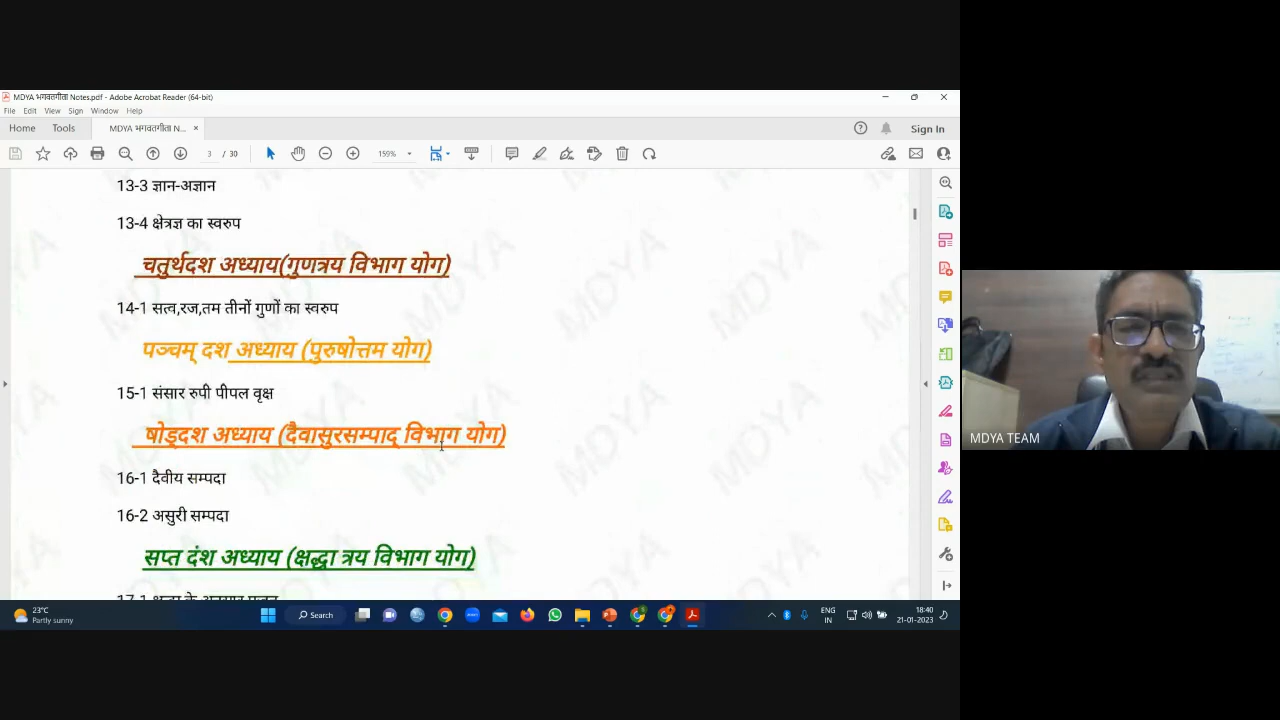 MDYA भगवतगीता Notes.pdf - Adobe Acrobat Reader (64-bit)
File Edit View Sign Window Help
Home Tools MDYA भगवतगीता N... × Sign In
3 / 30 159%
13-3 ज्ञान-अज्ञान
13-4 क्षेत्रज्ञ का स्वरुप
चतुर्थदश अध्याय(गुणत्रय विभाग योग)
14-1 सत्व,रज,तम तीनों गुणों का स्वरुप
पञ्चम् दश अध्याय (पुरुषोत्तम योग)
15-1 संसार रुपी पीपल वृक्ष
षोड्दश अध्याय (दैवासुरसम्पाद् विभाग योग)
16-1 दैवीय सम्पदा
16-2 असुरी सम्पदा
सप्त दंश अध्याय (क्षद्धा त्रय विभाग योग)
MDYA TEAM
23°C
Partly sunny
Search
ENG
IN
18:40
21-01-2023